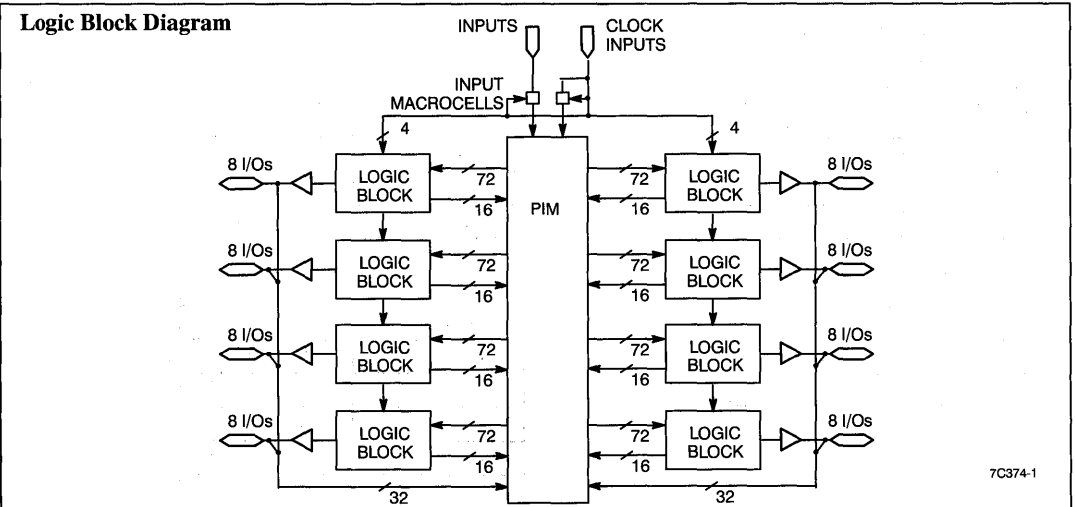 Logic Block Diagram
INPUTS
CLOCK
INPUTS
INPUT
MACROCELLS
4
4
8 I/Os
LOGIC
BLOCK
72
16
PIM
72
16
LOGIC
BLOCK
8 I/Os
8 I/Os
LOGIC
BLOCK
72
16
72
16
LOGIC
BLOCK
8 I/Os
8 I/Os
LOGIC
BLOCK
72
16
72
16
LOGIC
BLOCK
8 I/Os
8 I/Os
LOGIC
BLOCK
72
16
72
16
LOGIC
BLOCK
8 I/Os
32
32
7C374-1